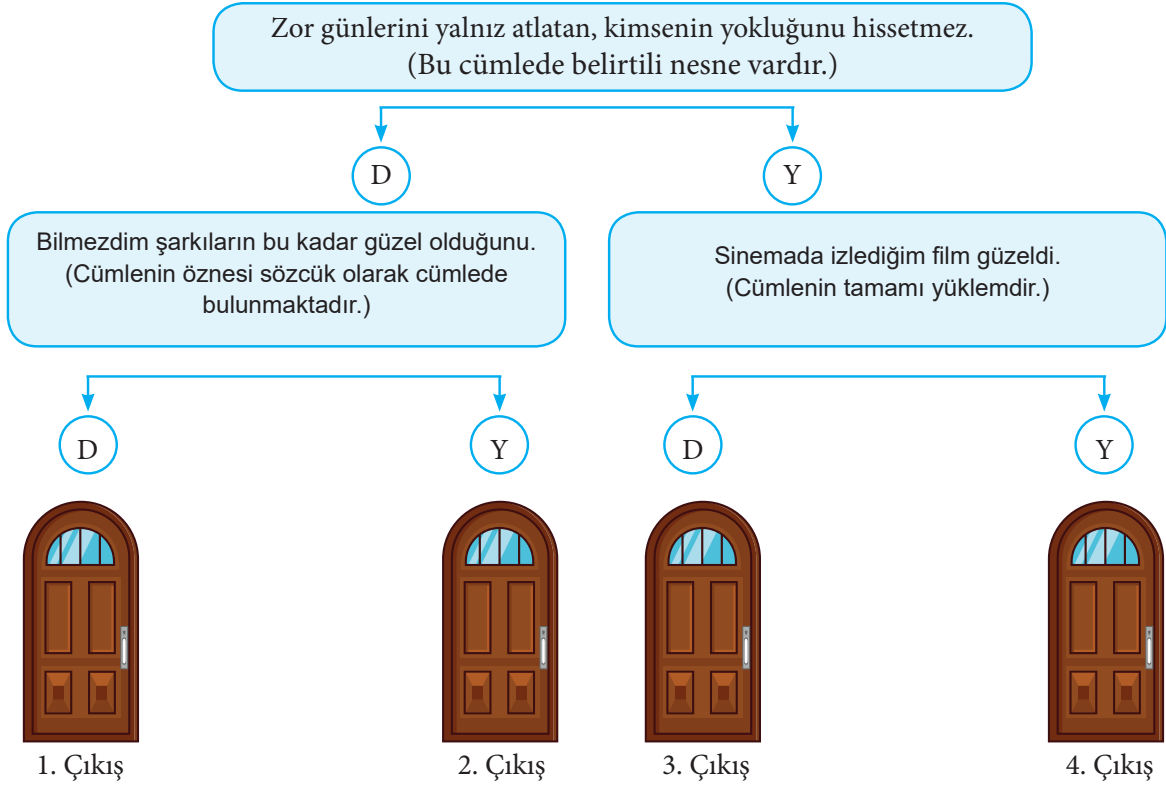 Zor günlerini yalnız atlatan, kimsenin yokluğunu hissetmez.
(Bu cümlede belirtili nesne vardır.)
D
Y
Bilmezdim şarkıların bu kadar güzel olduğunu.
(Cümlenin öznesi sözcük olarak cümlede
bulunmaktadır.)
Sinemada izlediğim film güzeldi.
(Cümlenin tamamı yüklemdir.)
D
Y
D
Y
1. Çıkış
2. Çıkış
3. Çıkış
4. Çıkış